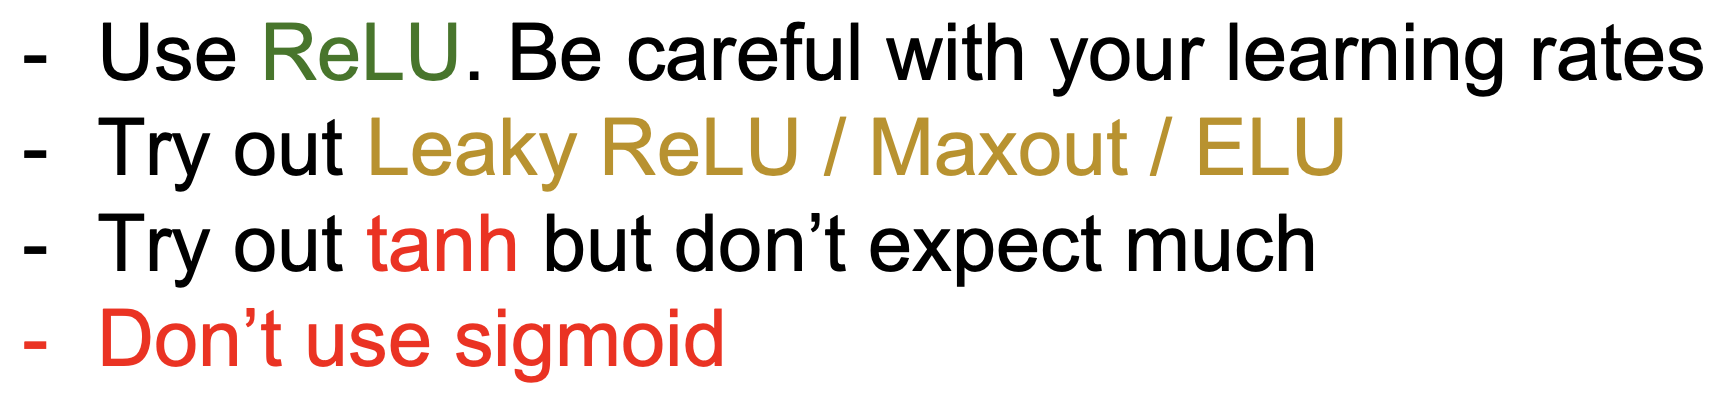 - Use ReLU. Be careful with your learning rates
- Try out Leaky ReLU / Maxout / ELU
- Try out tanh but don’t expect much
- Don’t use sigmoid